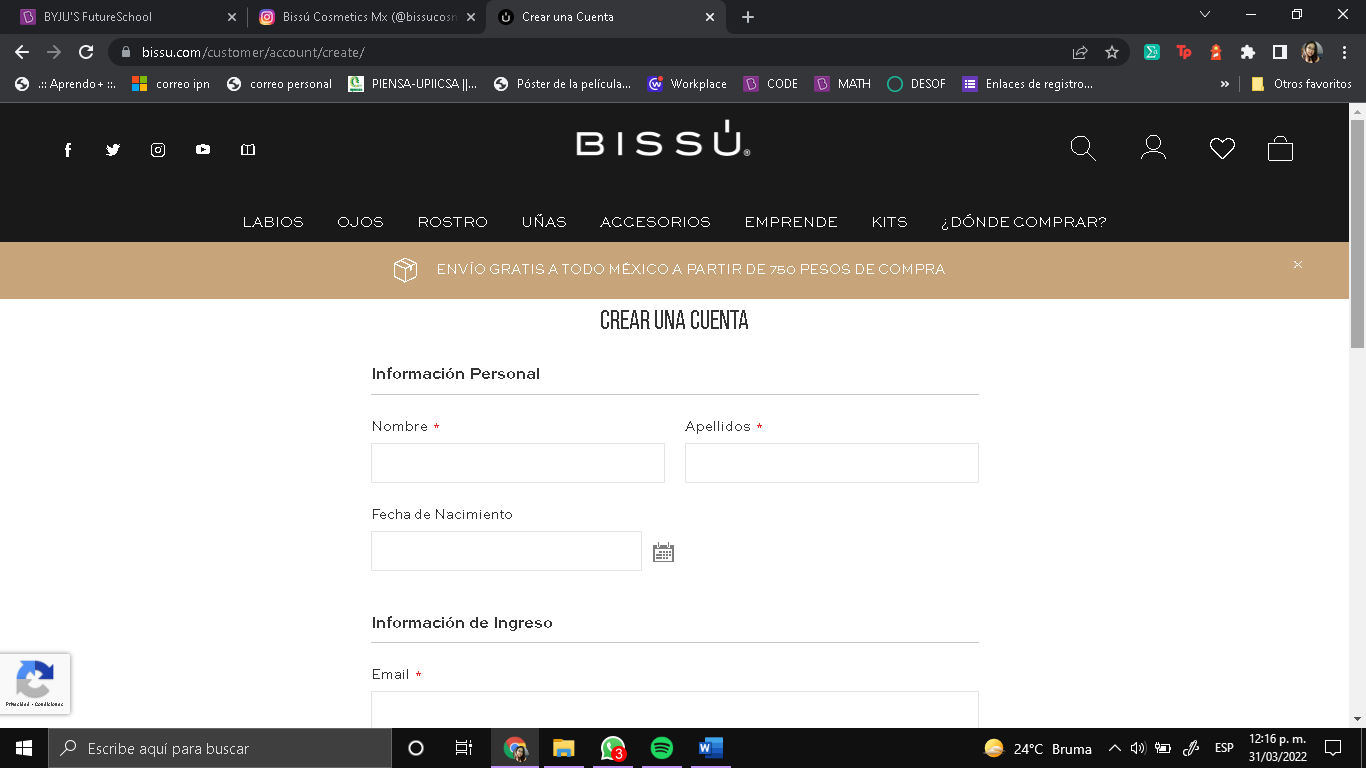 BYJU'S FutureSchool
Bissú Cosmetics Mx (@bissucosm
Crear una Cuenta
bissu.com/customer/account/create/
.:: Aprendo+ ::.
correo ipn
correo personal
PIENSA-UPIICSA ||...
Póster de la película...
Workplace
CODE
MATH
DESOF
Enlaces de registro...
»
Otros favoritos
BISSÚ®
LABIOS
OJOS
ROSTRO
UÑAS
ACCESORIOS
EMPRENDE
KITS
¿DÓNDE COMPRAR?
ENVÍO GRATIS A TODO MÉXICO A PARTIR DE 750 PESOS DE COMPRA
CREAR UNA CUENTA
Información Personal
Nombre *
Apellidos *
Fecha de Nacimiento
Información de Ingreso
Email *
Privacidad - Condiciones
Escribe aquí para buscar
3
24°C Bruma
ESP
12:16 p. m.
31/03/2022